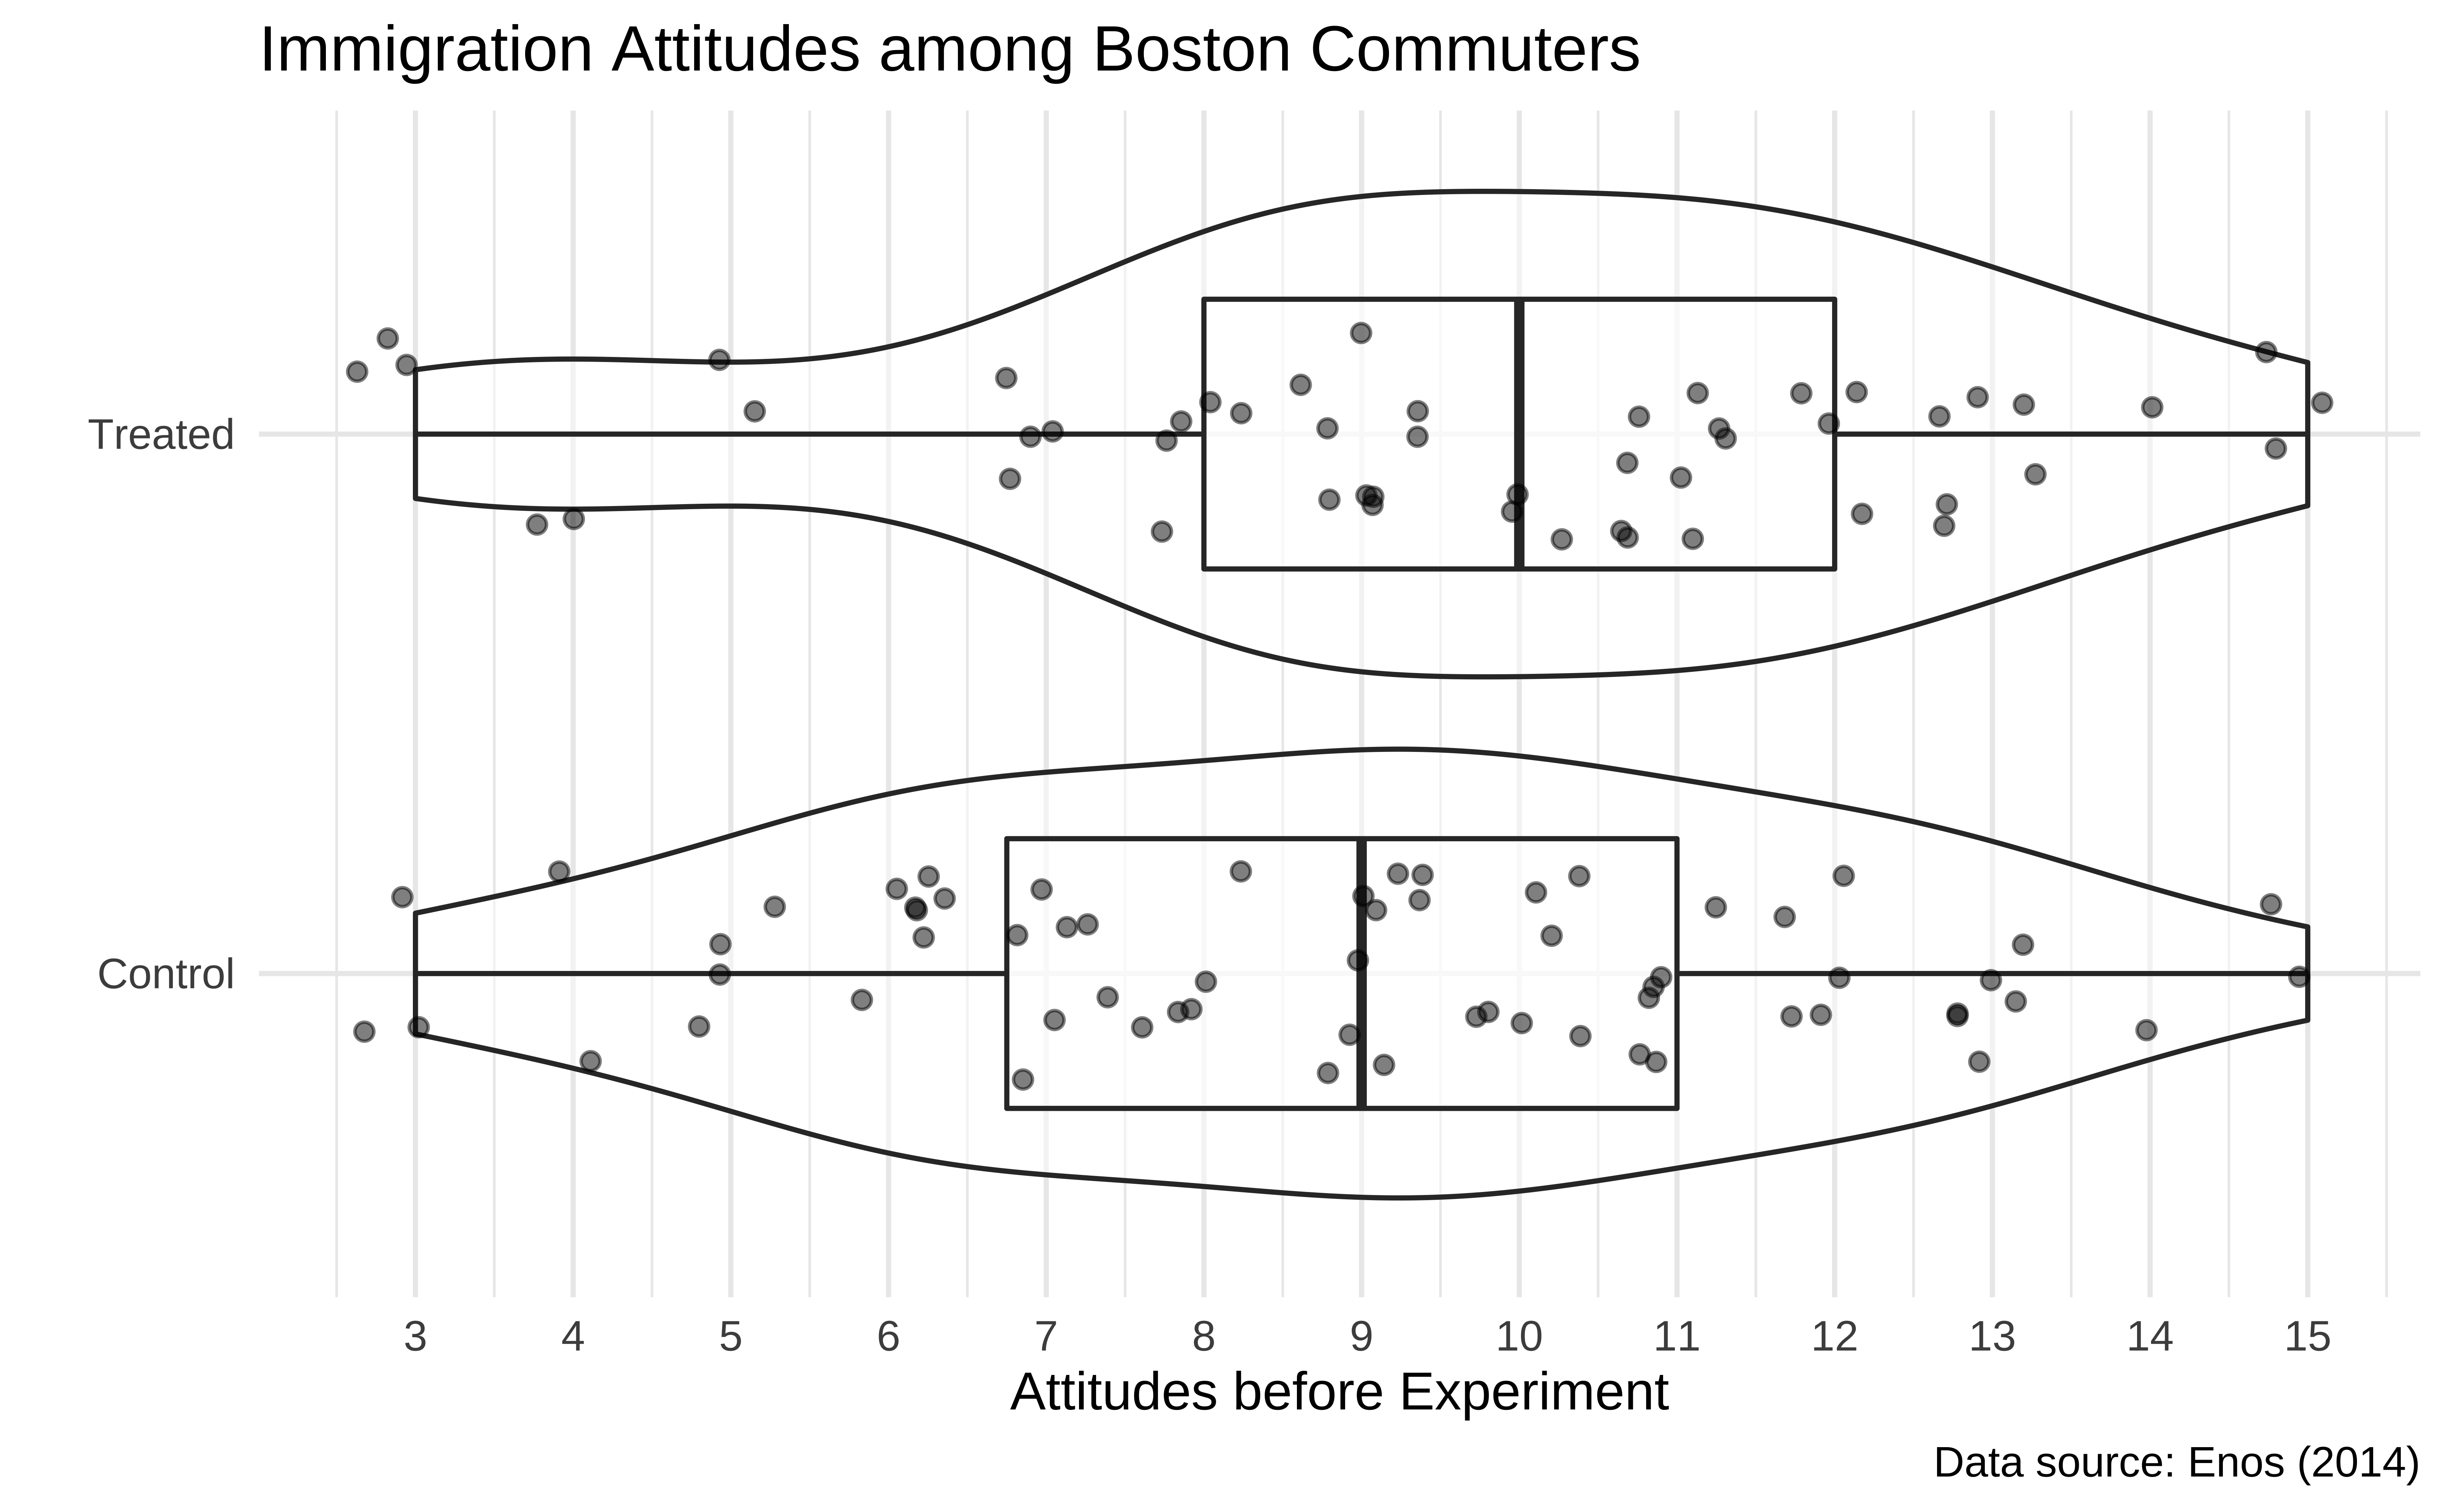 Immigration Attitudes among Boston Commuters
Treated
Control
3 4 5 6 7 8 9 10 11 12 13 14 15
Attitudes before Experiment
Data source: Enos (2014)